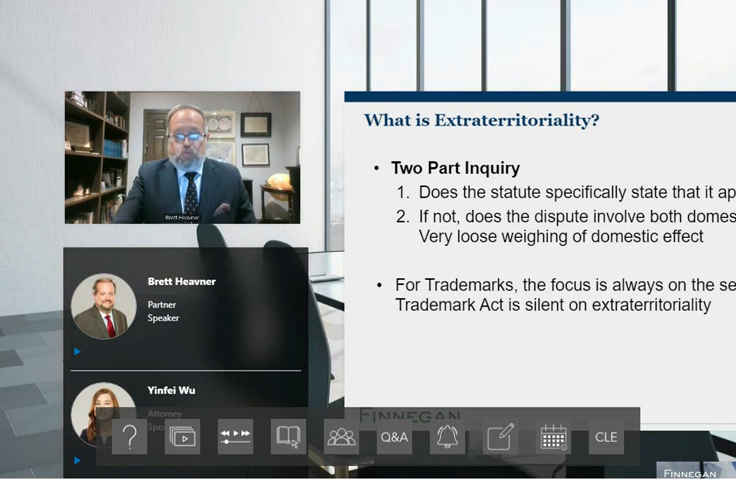 Brett Heavner
What is Extraterritoriality?
• Two Part Inquiry
1. Does the statute specifically state that it ap
2. If not, does the dispute involve both domes
Very loose weighing of domestic effect
• For Trademarks, the focus is always on the se
Trademark Act is silent on extraterritoriality
FINNEGAN
Brett Heavner
Partner
Speaker
Yinfei Wu
Attorney
Q&A
CLE
FINNEGAN